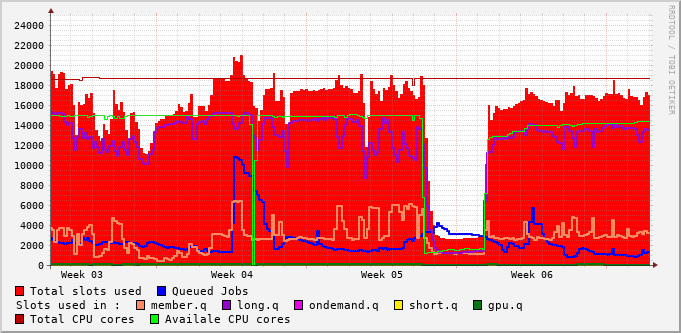 24000
22000
20000
18000
16000
14000
12000
10000
8000
6000
4000
2000
0
Week 03 Week 04 Week 05 Week 06
Total slots used Queued Jobs
Slots used in : member.q long.q ondemand.q short.q gpu.q
Total CPU cores Availale CPU cores
RRDTOOL / TOBI OETIKER